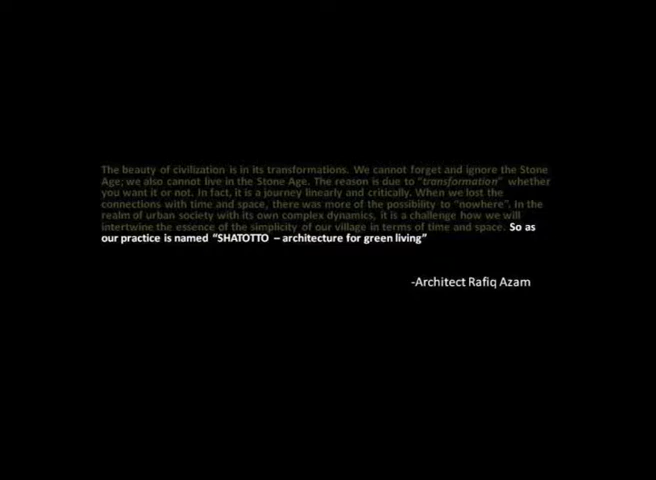 The beauty of civilization is in its transformations. We cannot forget and ignore the Stone
Age; we also cannot live in the Stone Age. The reason is due to "transformation" whether
you want it or not. In fact, it is a journey linearly and critically. When we lost the
connections with time and space, there was more of the possibility to "nowhere". In the
realm of urban society with its own complex dynamics, it is a challenge how we will
intertwine the essence of the simplicity of our village in terms of time and space. So as
our practice is named "SHATOTTO – architecture for green living"
-Architect Rafiq Azam